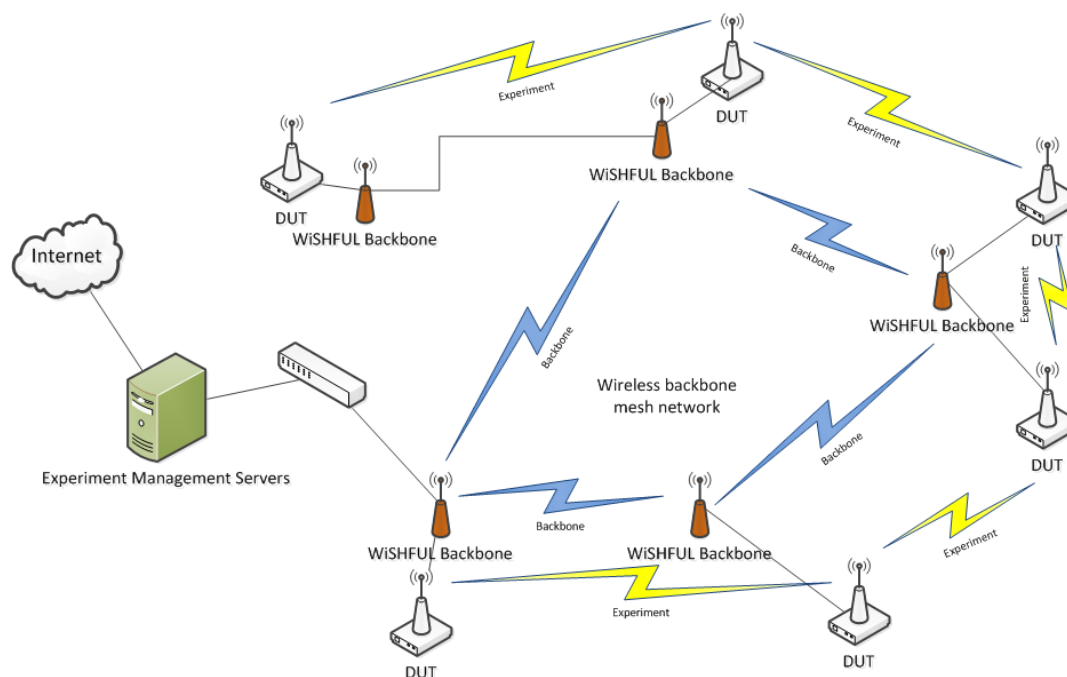 Experiment
DUT
Experiment
WiSHFUL Backbone
DUT
WiSHFUL Backbone
DUT
Internet
Backbone
Experiment
WiSHFUL Backbone
Backbone
Wireless backbone
mesh network
Backbone
DUT
Experiment Management Servers
Backbone
WiSHFUL Backbone
WiSHFUL Backbone
Experiment
Experiment
DUT
DUT